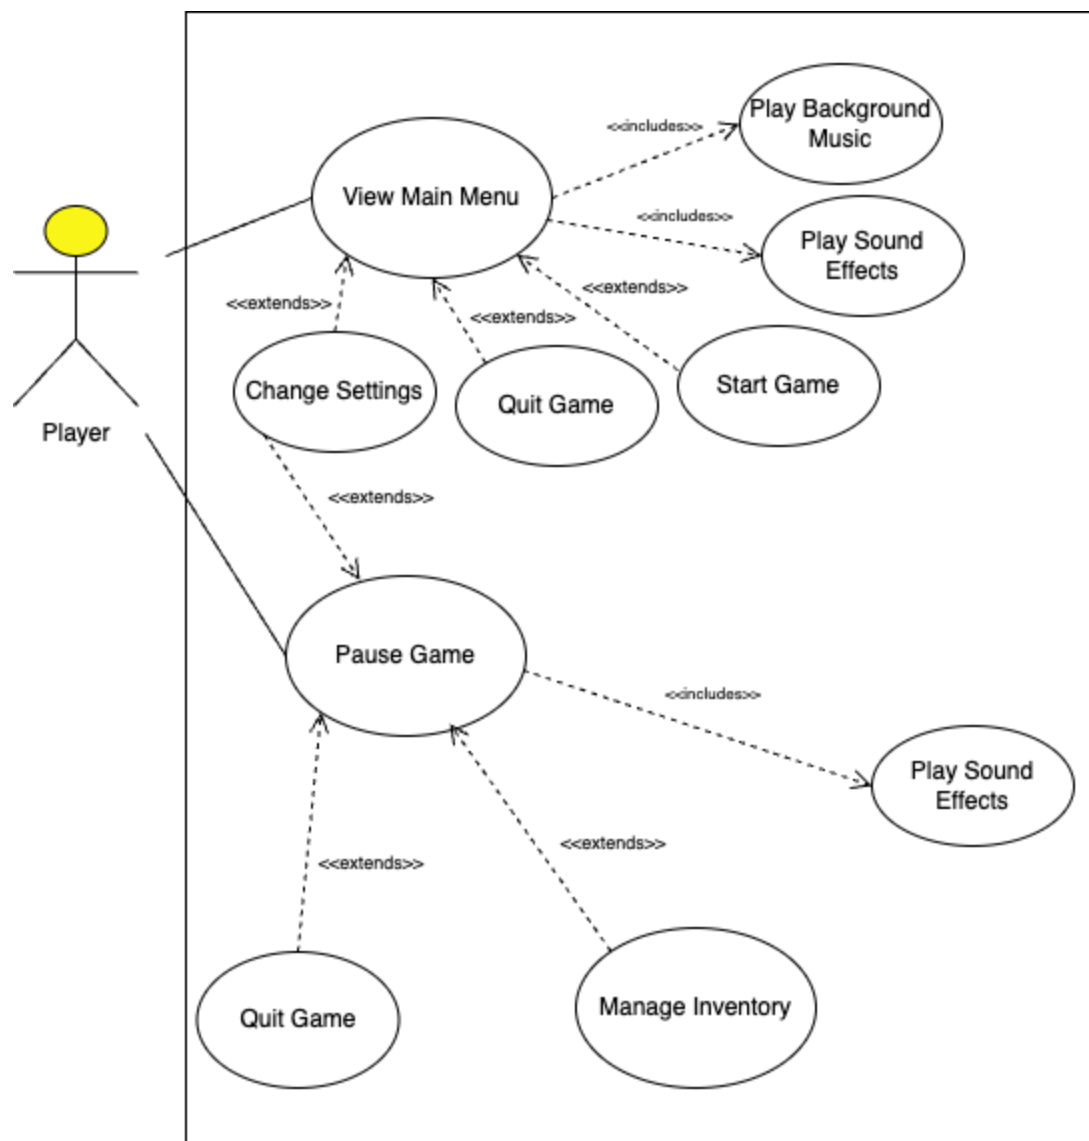 Play Background
Music
<<includes>>
View Main Menu
<<includes>>
Play Sound
Effects
<<extends>>
<<extends>>
<<extends>>
Change Settings
Quit Game
Start Game
Player
<<extends>>
Pause Game
<<includes>>
Play Sound
Effects
<<extends>>
<<extends>>
Quit Game
Manage Inventory